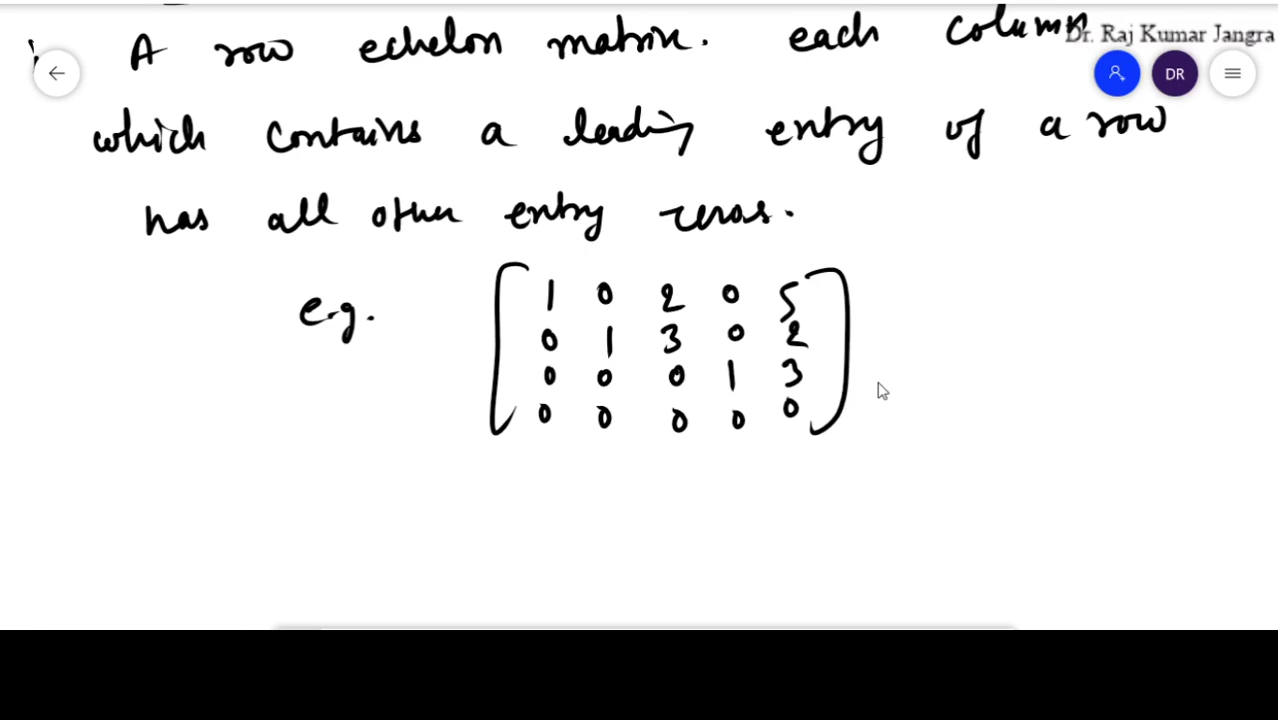 A row echelon matrix. each column
Dr. Raj Kumar Jangra
DR
which contains a leading entry of a row
has all other entry zeros.
e.g.
1 0 2 0 5
0 1 3 0 2
0 0 0 1 3
0 0 0 0 0